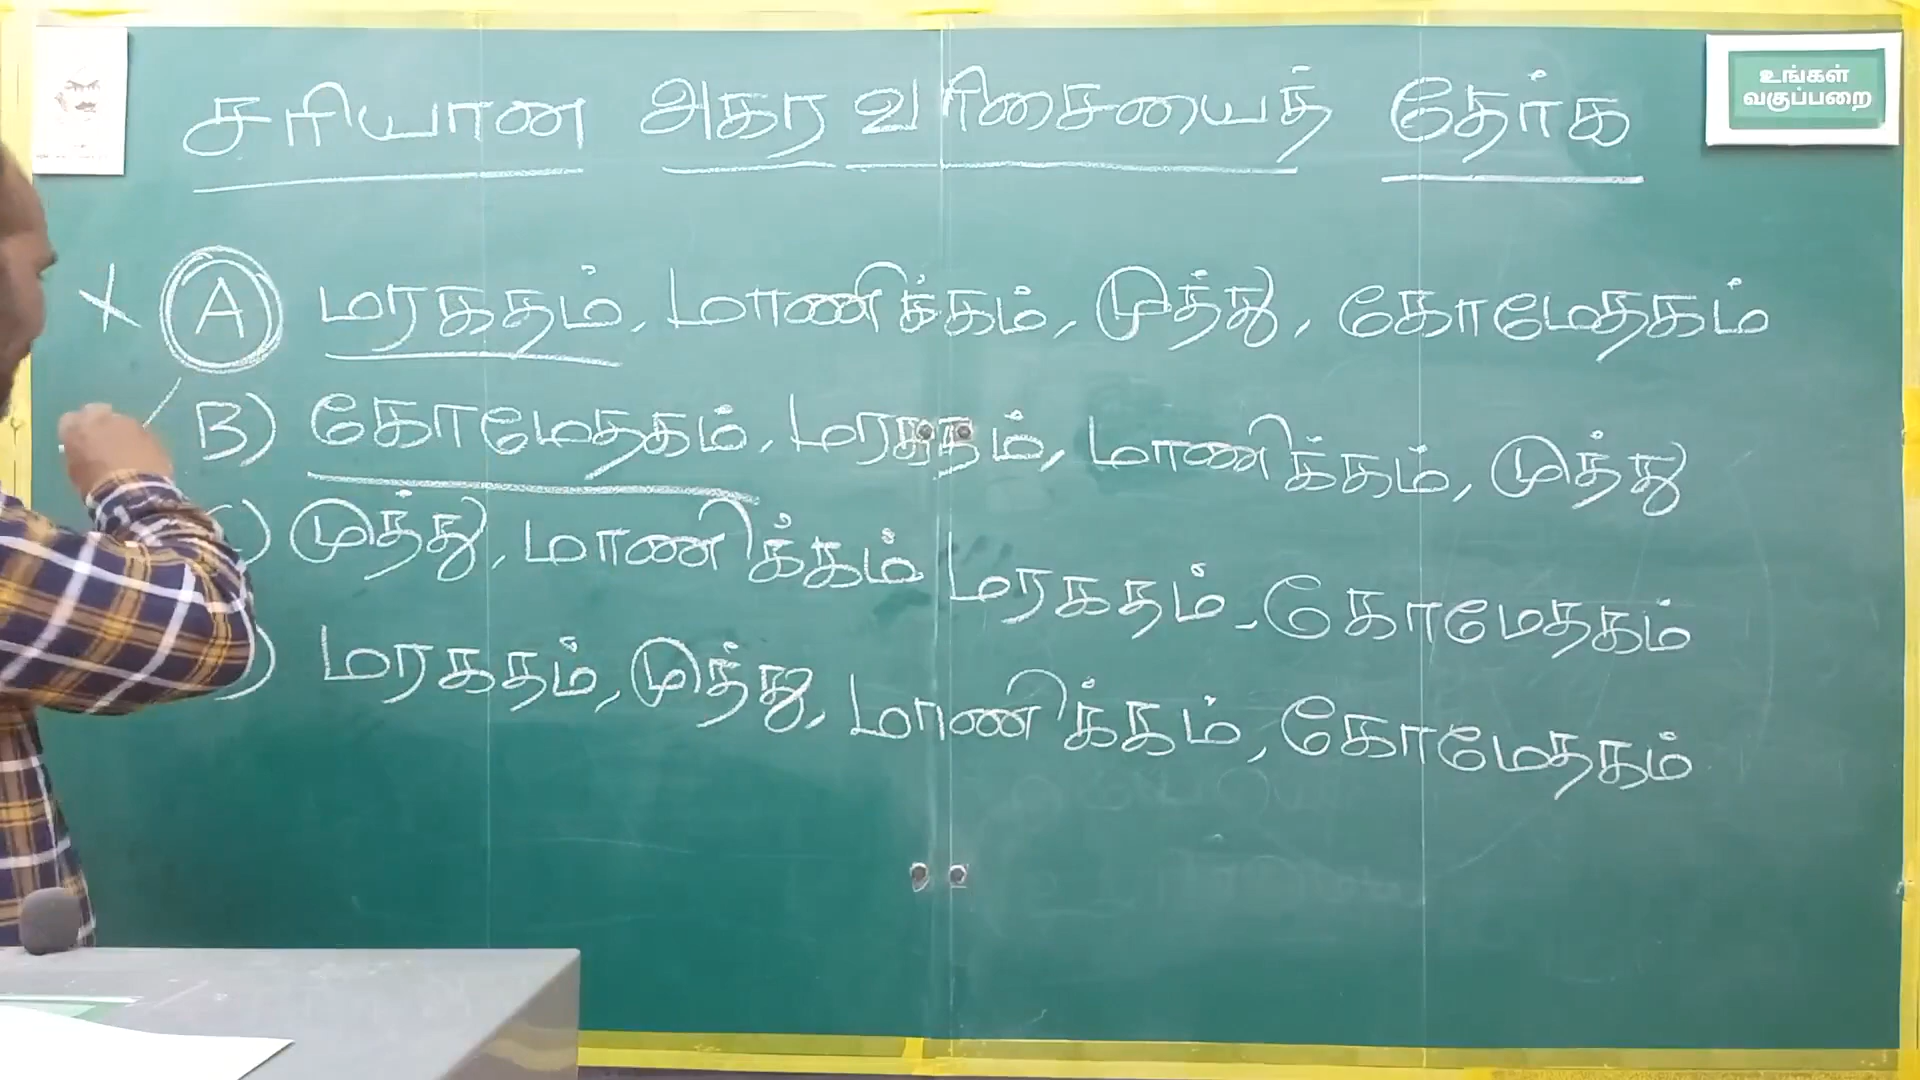 உங்கள்
வகுப்பறை
சரியான அகர வரிசையைத் தேர்க
X A மரகதம், மாணிக்கம், முத்து, கோமேதகம்
B) கோமேதகம், மரகதம், மாணிக்கம், முத்து
) முத்து, மாணிக்கம் மரகதம் - கோமேதகம்
) மரகதம், முத்து, மாணிக்கம், கோமேதகம்